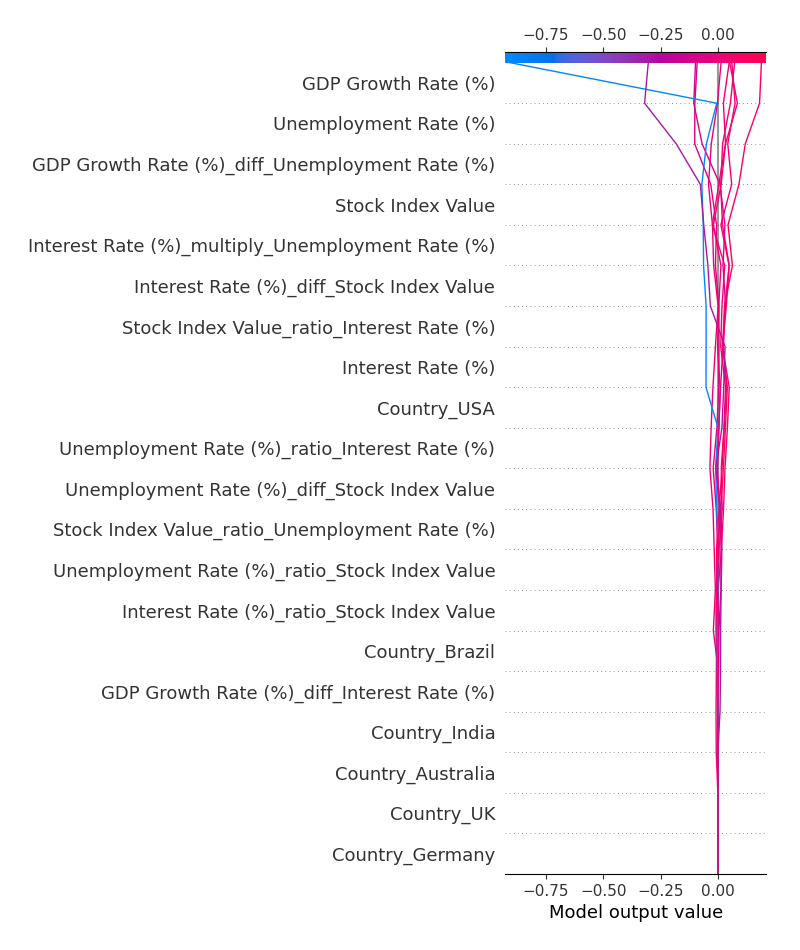 −0.75 −0.50 −0.25 0.00
GDP Growth Rate (%)
Unemployment Rate (%)
GDP Growth Rate (%)_diff_Unemployment Rate (%)
Stock Index Value
Interest Rate (%)_multiply_Unemployment Rate (%)
Interest Rate (%)_diff_Stock Index Value
Stock Index Value_ratio_Interest Rate (%)
Interest Rate (%)
Country_USA
Unemployment Rate (%)_ratio_Interest Rate (%)
Unemployment Rate (%)_diff_Stock Index Value
Stock Index Value_ratio_Unemployment Rate (%)
Unemployment Rate (%)_ratio_Stock Index Value
Interest Rate (%)_ratio_Stock Index Value
Country_Brazil
GDP Growth Rate (%)_diff_Interest Rate (%)
Country_India
Country_Australia
Country_UK
Country_Germany
−0.75 −0.50 −0.25 0.00
Model output value